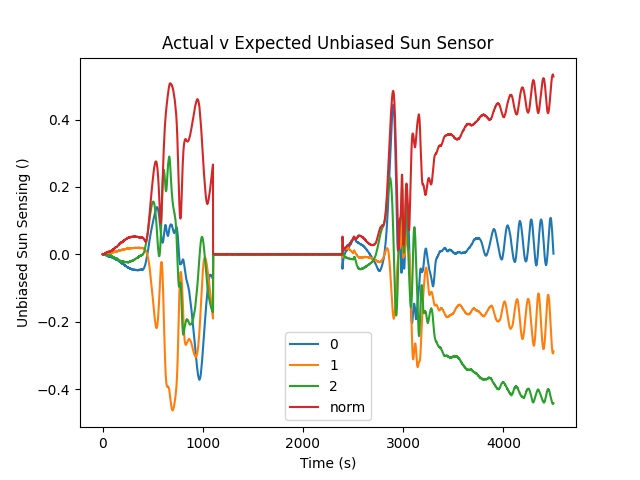 Actual v Expected Unbiased Sun Sensor
Unbiased Sun Sensing ()
0.4
0.2
0.0
−0.2
−0.4
0
1
2
norm
0 1000 2000 3000 4000
Time (s)